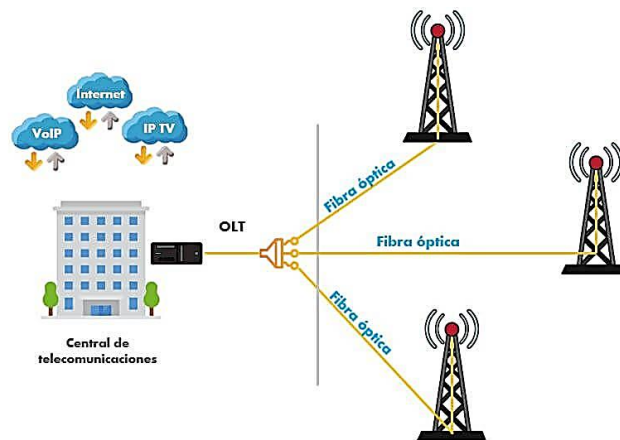 Internet
VoIP
IP TV
OLT
Fibra óptica
Fibra óptica
Fibra óptica
Central de
telecomunicaciones